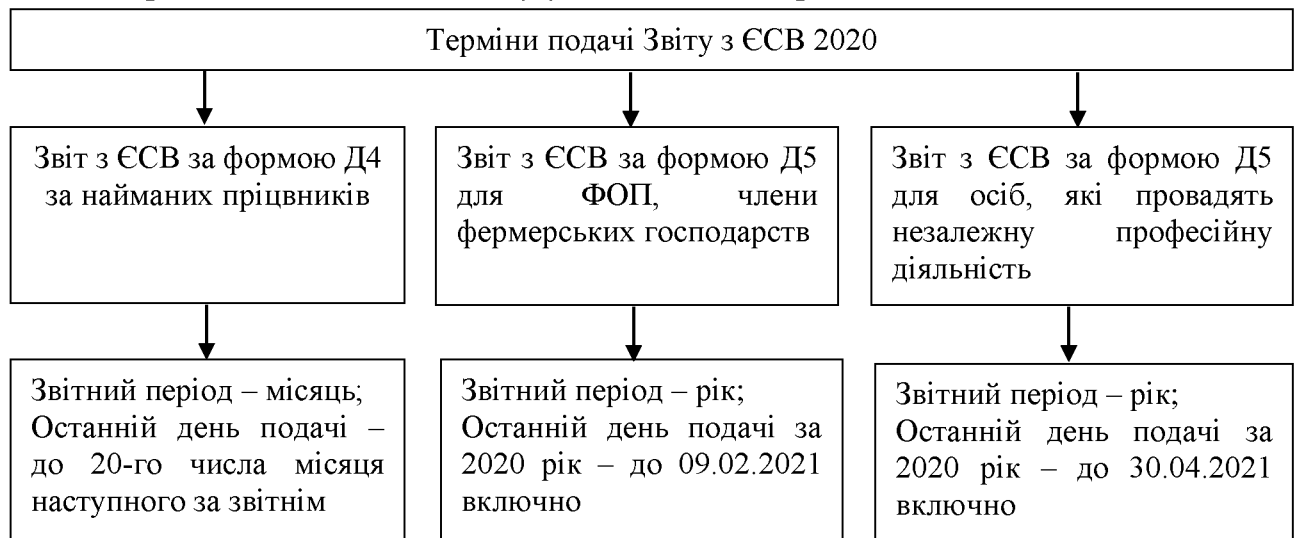 Терміни подачі Звіту з ЄСВ 2020
Звіт з ЄСВ за формою Д4
за найманих пріцвників
Звіт з ЄСВ за формою Д5
для ФОП, члени
фермерських господарств
Звіт з ЄСВ за формою Д5
для осіб, які провадять
незалежну професійну
діяльність
Звітний період – місяць;
Останній день подачі –
до 20-го числа місяця
наступного за звітнім
Звітний період – рік;
Останній день подачі за
2020 рік – до 09.02.2021
включно
Звітний період – рік;
Останній день подачі за
2020 рік – до 30.04.2021
включно